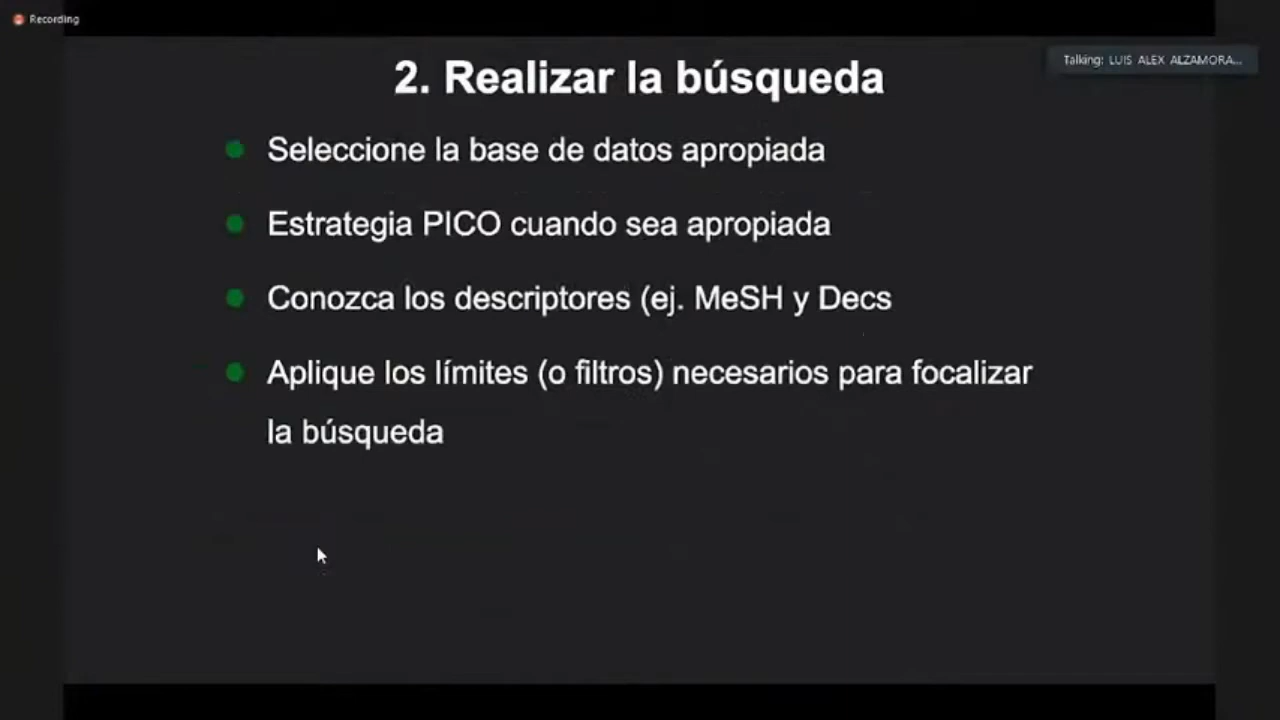 Recording
Talking: LUIS ALEX ALZAMORA...
2. Realizar la búsqueda
Seleccione la base de datos apropiada
Estrategia PICO cuando sea apropiada
Conozca los descriptores (ej. MeSH y Decs
Aplique los límites (o filtros) necesarios para focalizar
la búsqueda